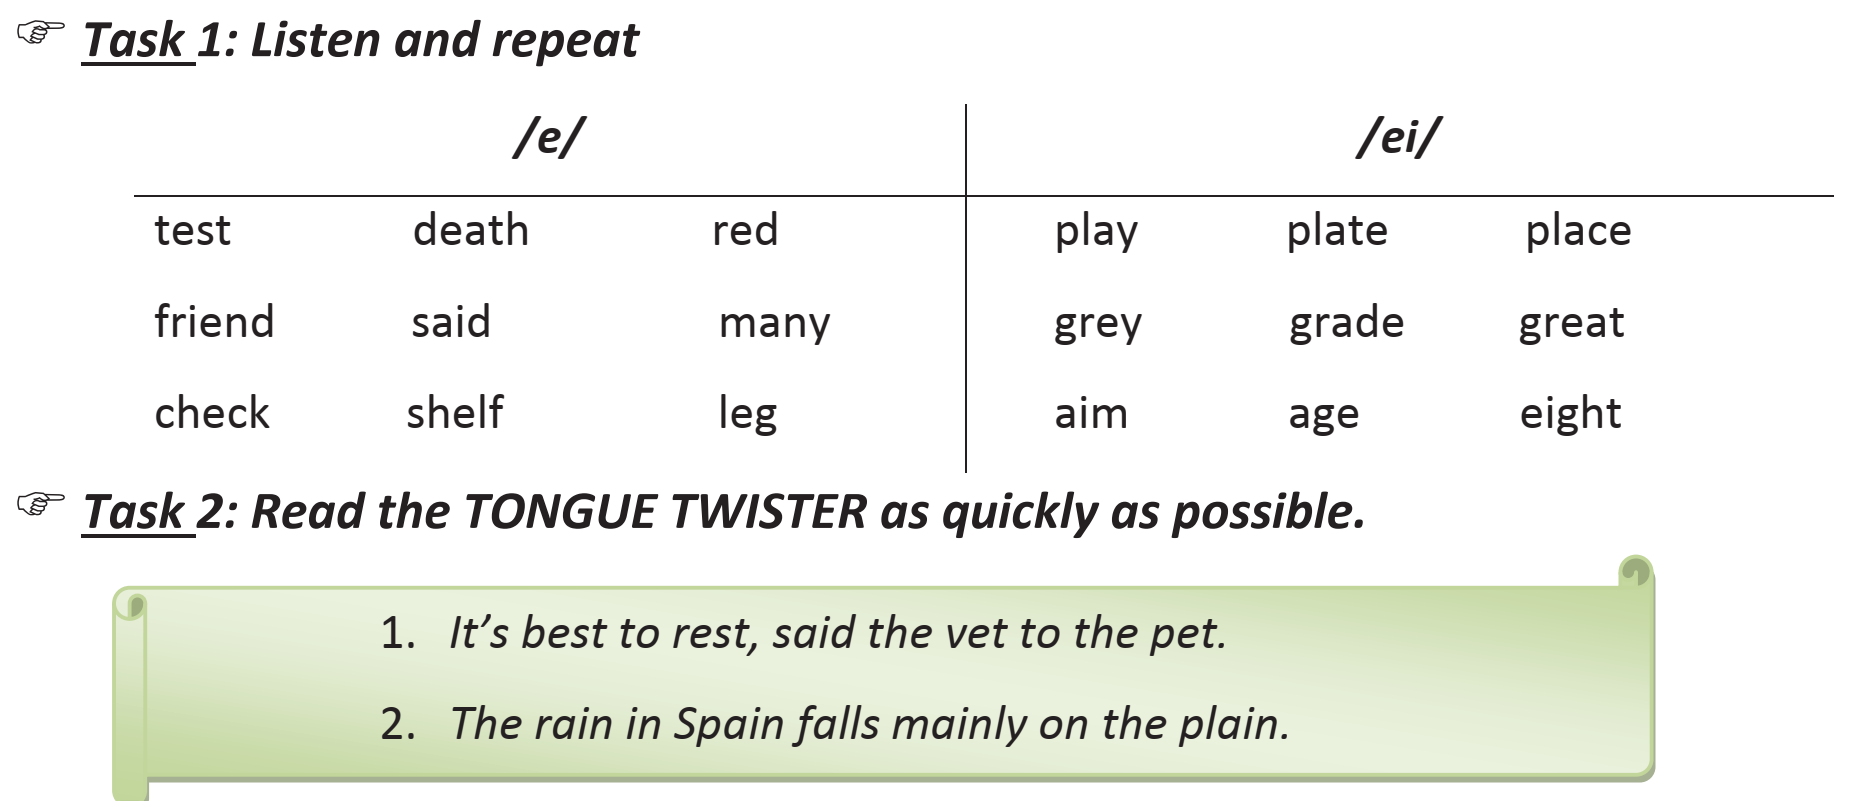 ☞ Task 1: Listen and repeat
/e/ /ei/
test death red play plate place
friend said many grey grade great
check shelf leg aim age eight
☞ Task 2: Read the TONGUE TWISTER as quickly as possible.
1. It’s best to rest, said the vet to the pet.
2. The rain in Spain falls mainly on the plain.